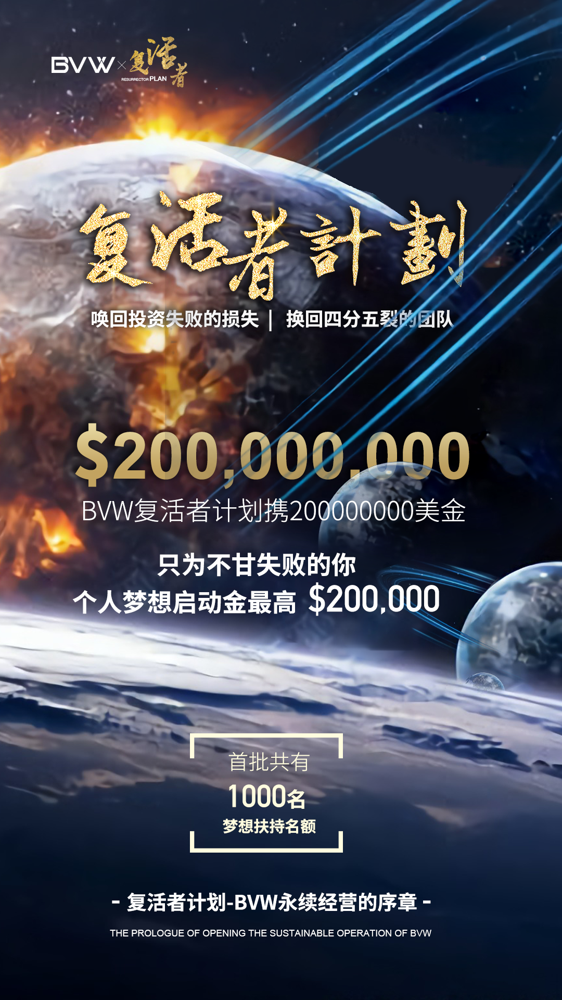 BVW×复活者
RESURRECTOR PLAN
复活者計劃
唤回投资失败的损失 | 换回四分五裂的团队
$200,000,000
BVW复活者计划携200000000美金
只为不甘失败的你
个人梦想启动金最高 $200,000
首批共有
1000名
梦想扶持名额
- 复活者计划-BVW永续经营的序章 -
THE PROLOGUE OF OPENING THE SUSTAINABLE OPERATION OF BVW